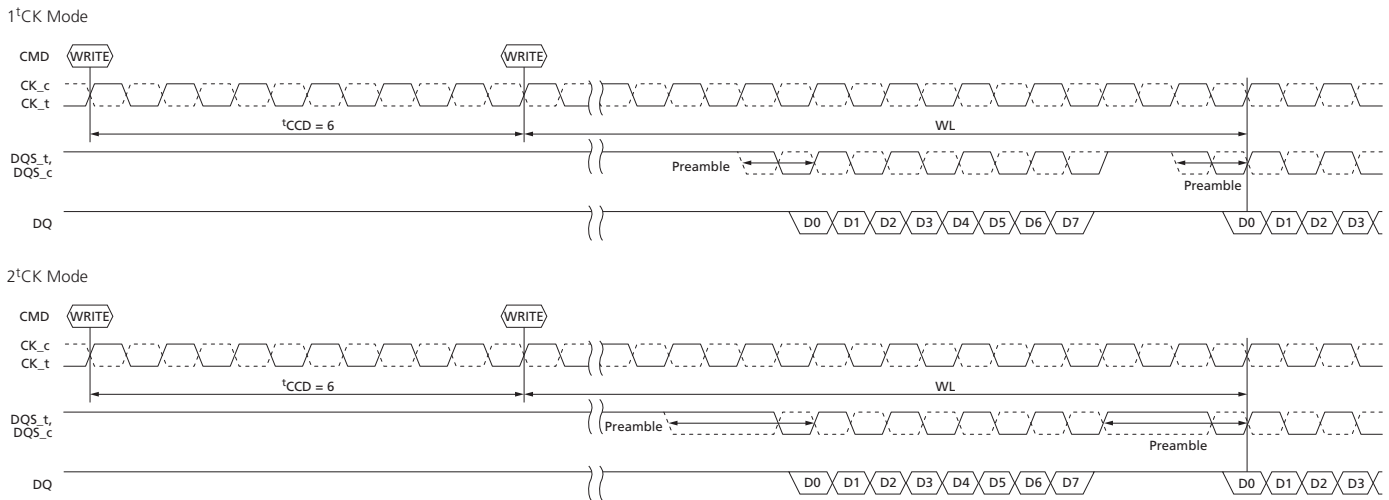 1tCK Mode
CMD WRITE WRITE
CK_c
CK_t
tCCD = 6 WL
DQS_t,
DQS_c
Preamble Preamble
DQ D0 D1 D2 D3 D4 D5 D6 D7 D0 D1 D2 D3
2tCK Mode
CMD WRITE WRITE
CK_c
CK_t
tCCD = 6 WL
DQS_t,
DQS_c
Preamble Preamble
DQ D0 D1 D2 D3 D4 D5 D6 D7 D0 D1 D2 D3